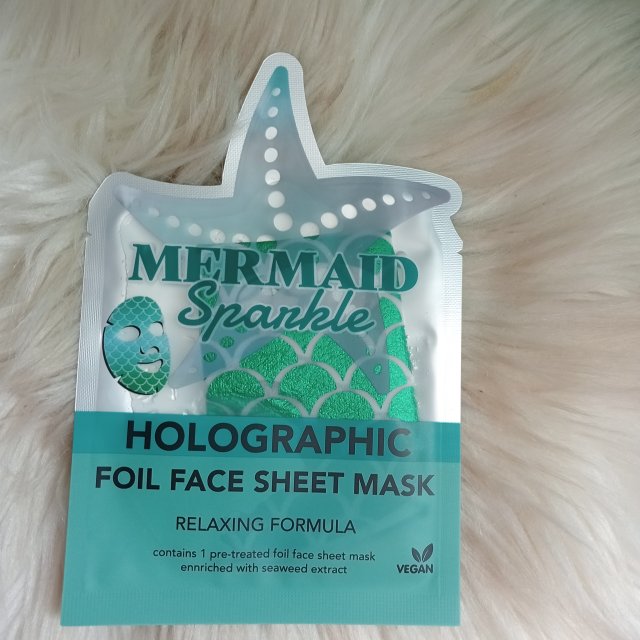 MERMAID
Sparkle
HOLOGRAPHIC
FOIL FACE SHEET MASK
RELAXING FORMULA
contains 1 pre-treated foil face sheet mask
ennriched with seaweed extract
VEGAN